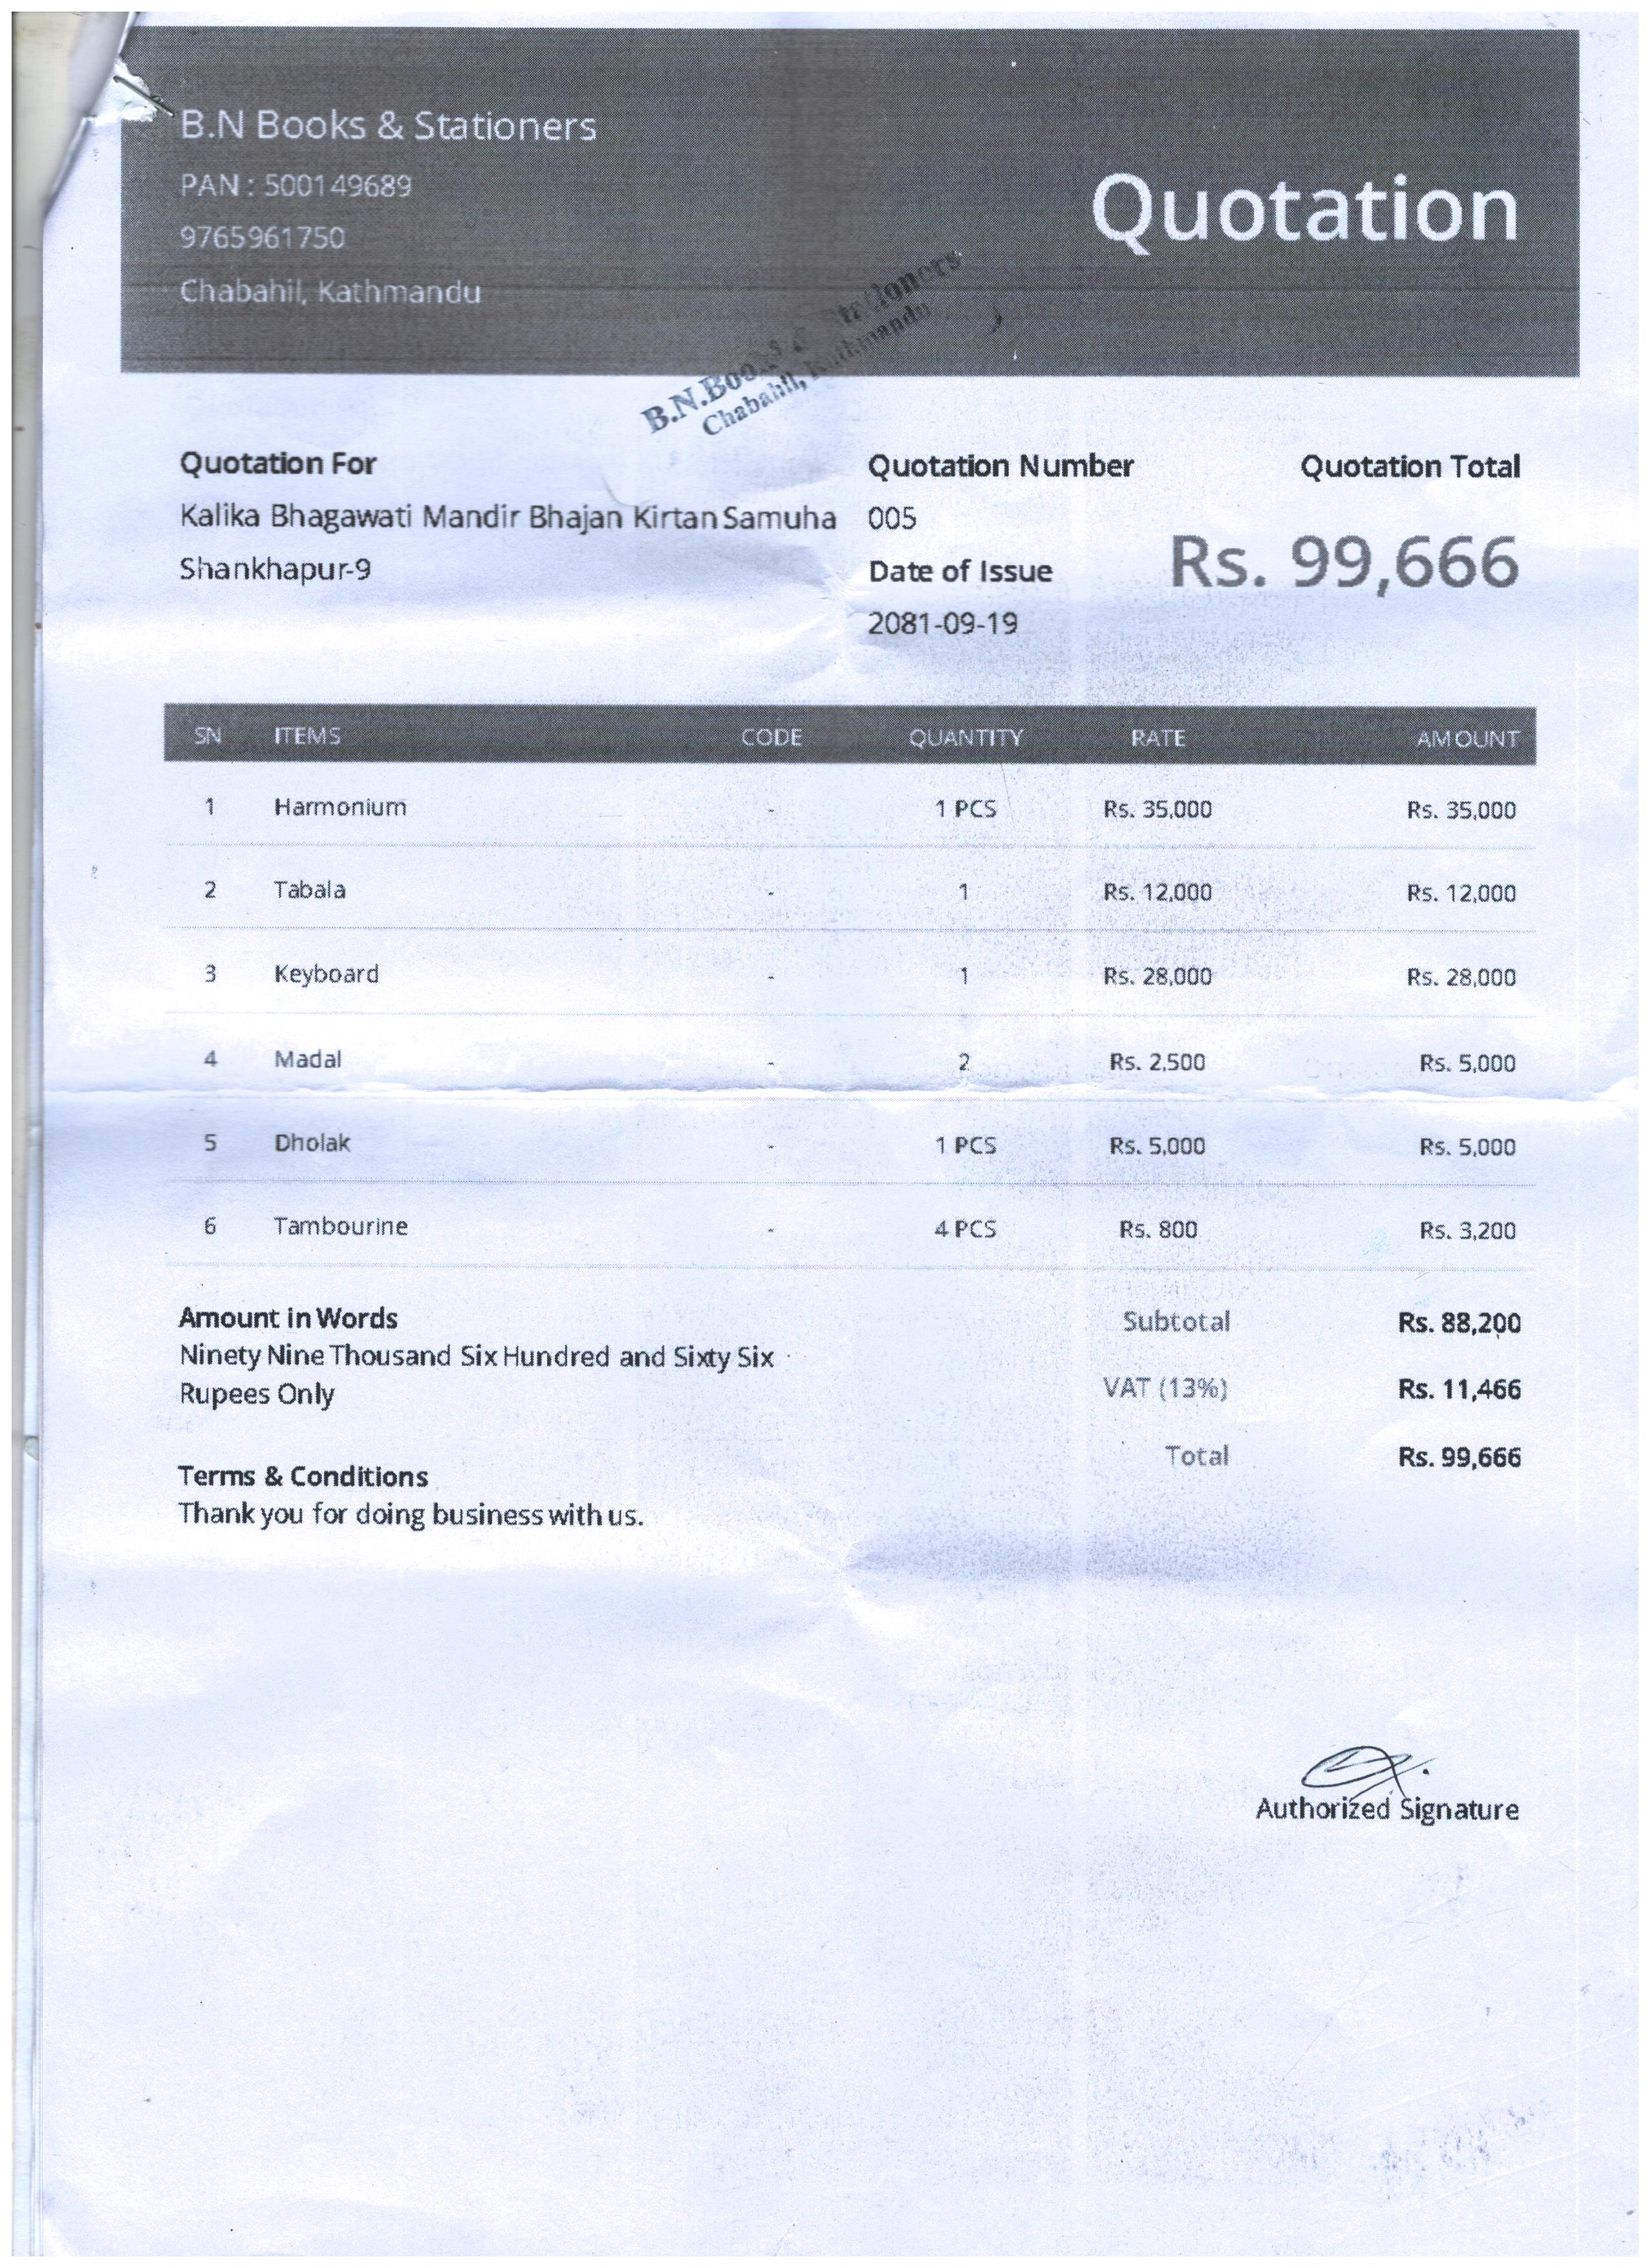 B.N Books & Stationers
PAN : 500149689
9765961750
Chabahil, Kathmandu
Quotation
B.N.Books & Stationers
Chabahil, Kathmandu
Quotation For
Kalika Bhagawati Mandir Bhajan Kirtan Samuha
Shankhapur-9
Quotation Number
005
Date of Issue
2081-09-19
Quotation Total
Rs. 99,666
SN ITEMS CODE QUANTITY RATE AMOUNT
1 Harmonium - 1 PCS Rs. 35,000 Rs. 35,000
2 Tabala - 1 Rs. 12,000 Rs. 12,000
3 Keyboard - 1 Rs. 28,000 Rs. 28,000
4 Madal - 2 Rs. 2,500 Rs. 5,000
5 Dholak - 1 PCS Rs. 5,000 Rs. 5,000
6 Tambourine - 4 PCS Rs. 800 Rs. 3,200
Amount in Words
Ninety Nine Thousand Six Hundred and Sixty Six
Rupees Only
Subtotal Rs. 88,200
VAT (13%) Rs. 11,466
Total Rs. 99,666
Terms & Conditions
Thank you for doing business with us.
Authorized Signature